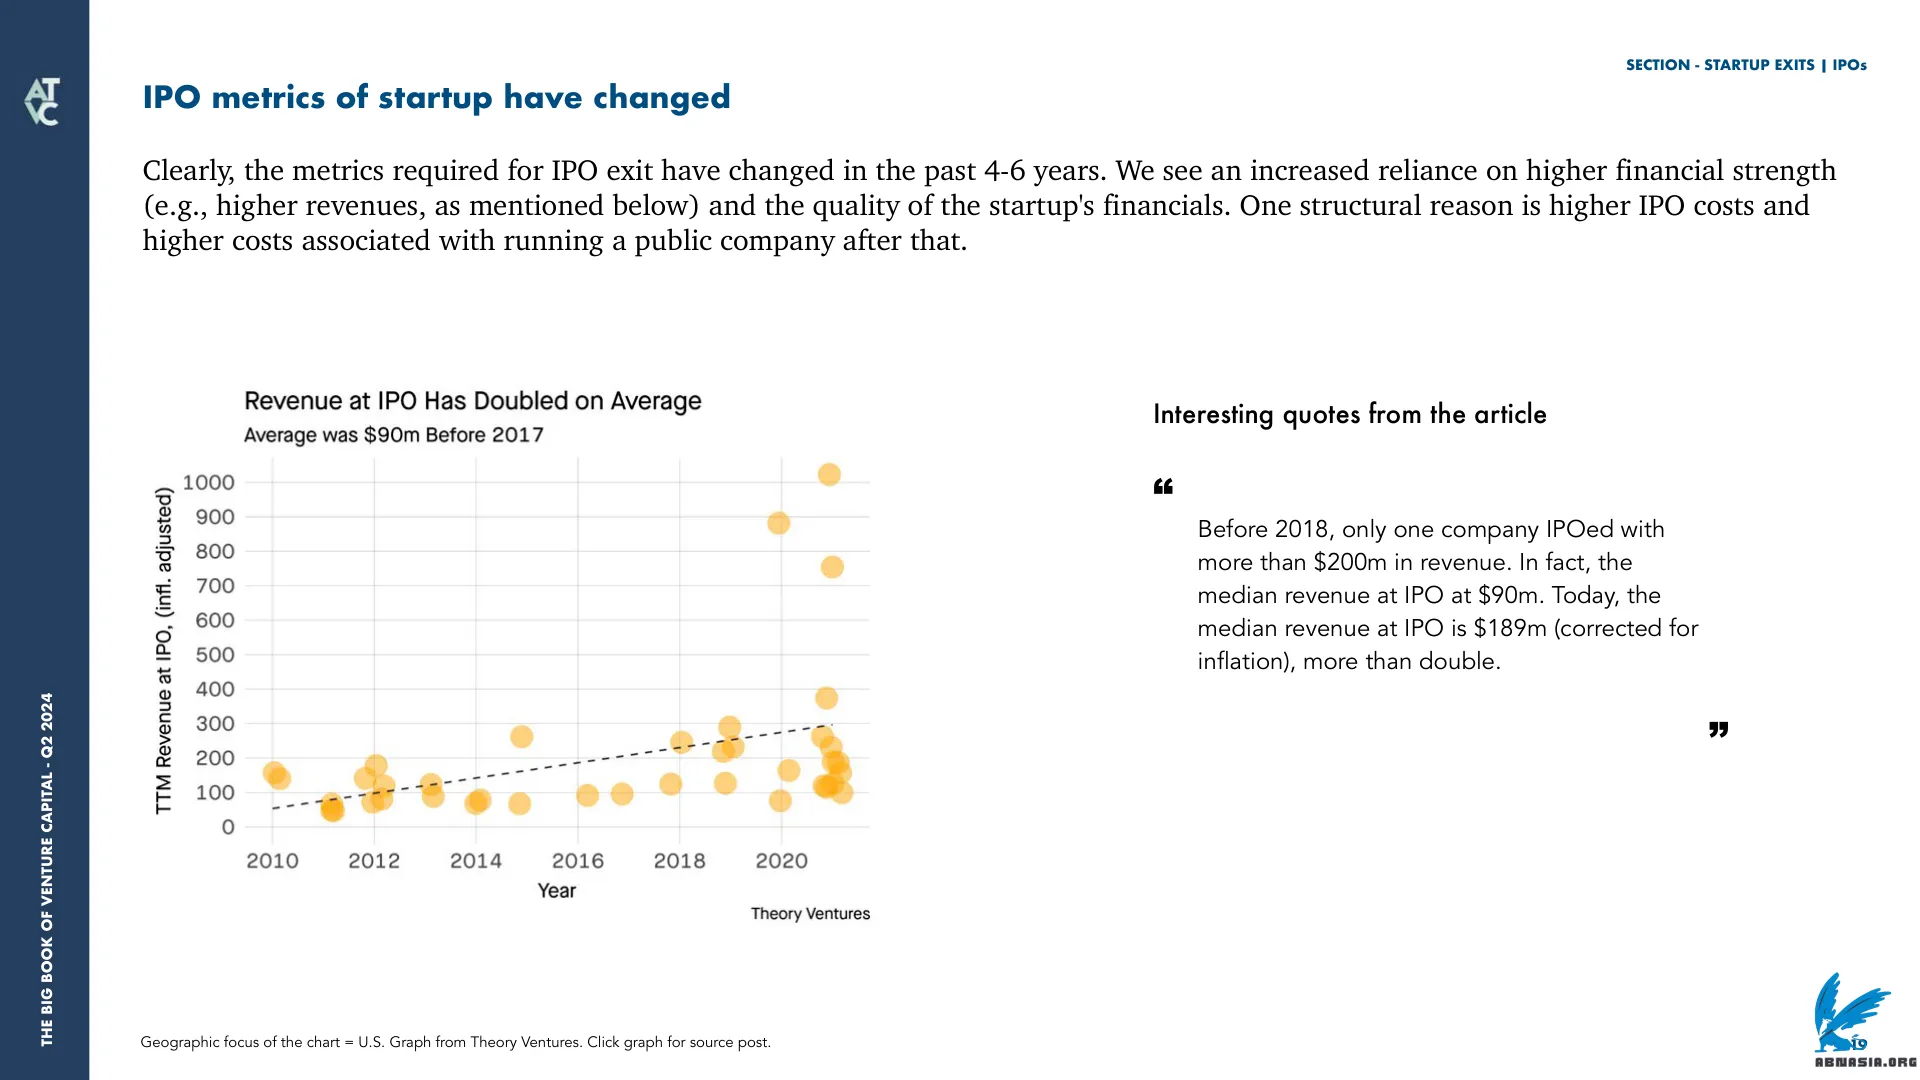 SECTION - STARTUP EXITS | IPOs
IPO metrics of startup have changed
Clearly, the metrics required for IPO exit have changed in the past 4-6 years. We see an increased reliance on higher financial strength
(e.g., higher revenues, as mentioned below) and the quality of the startup's financials. One structural reason is higher IPO costs and
higher costs associated with running a public company after that.
Revenue at IPO Has Doubled on Average
Average was $90m Before 2017
TTM Revenue at IPO, (infl. adjusted)
1000
900
800
700
600
500
400
300
200
100
0
2010 2012 2014 2016 2018 2020
Year
Theory Ventures
Interesting quotes from the article
“
Before 2018, only one company IPOed with
more than $200m in revenue. In fact, the
median revenue at IPO at $90m. Today, the
median revenue at IPO is $189m (corrected for
inflation), more than double.
”
Geographic focus of the chart = U.S. Graph from Theory Ventures. Click graph for source post.
ATVC
THE BIG BOOK OF VENTURE CAPITAL - Q2 2024
19
ABNASIA.ORG